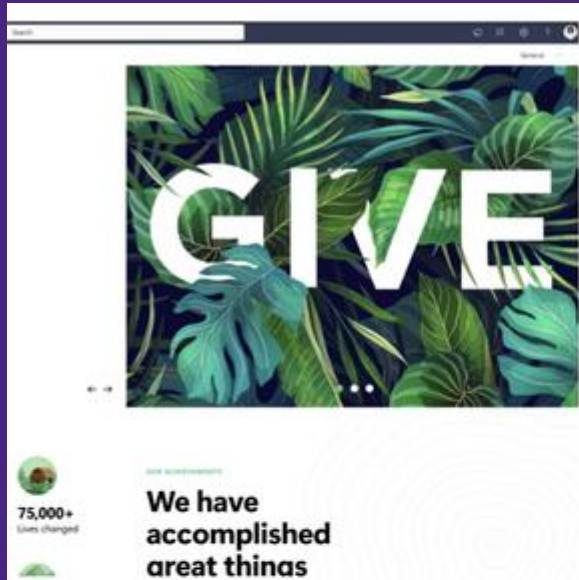 Search
General
GIVE
OUR ACHIEVEMENTS
We have
accomplished
great things
75,000+
Lives changed